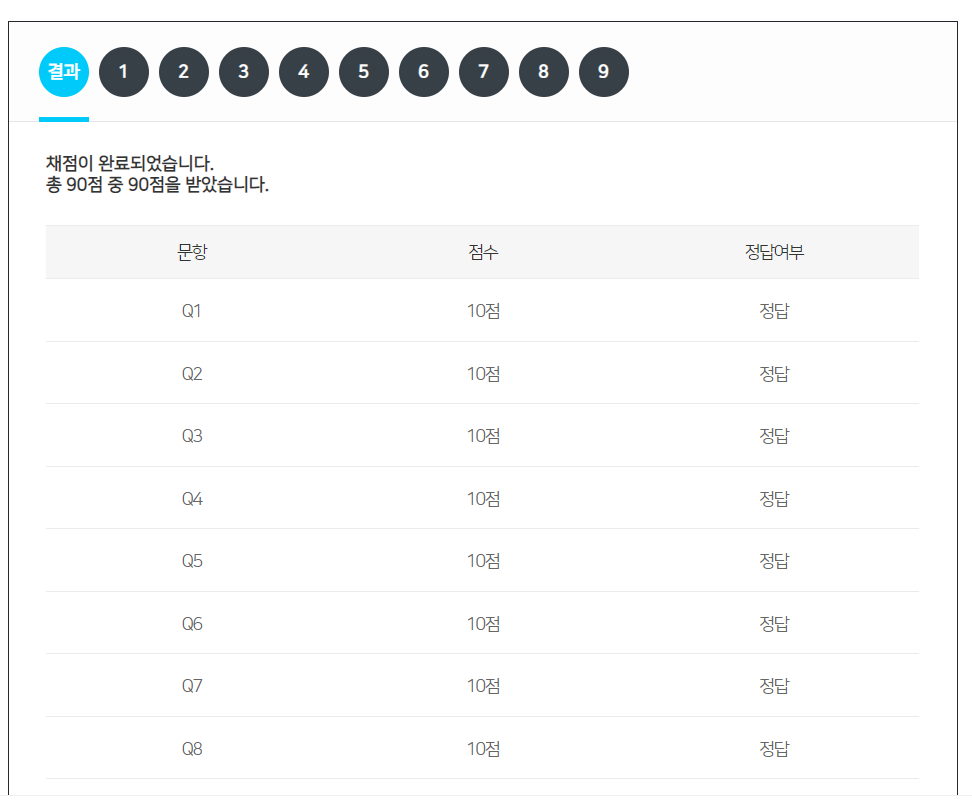 결과 1 2 3 4 5 6 7 8 9
채점이 완료되었습니다.
총 90점 중 90점을 받았습니다.
문항 점수 정답여부
Q1 10점 정답
Q2 10점 정답
Q3 10점 정답
Q4 10점 정답
Q5 10점 정답
Q6 10점 정답
Q7 10점 정답
Q8 10점 정답